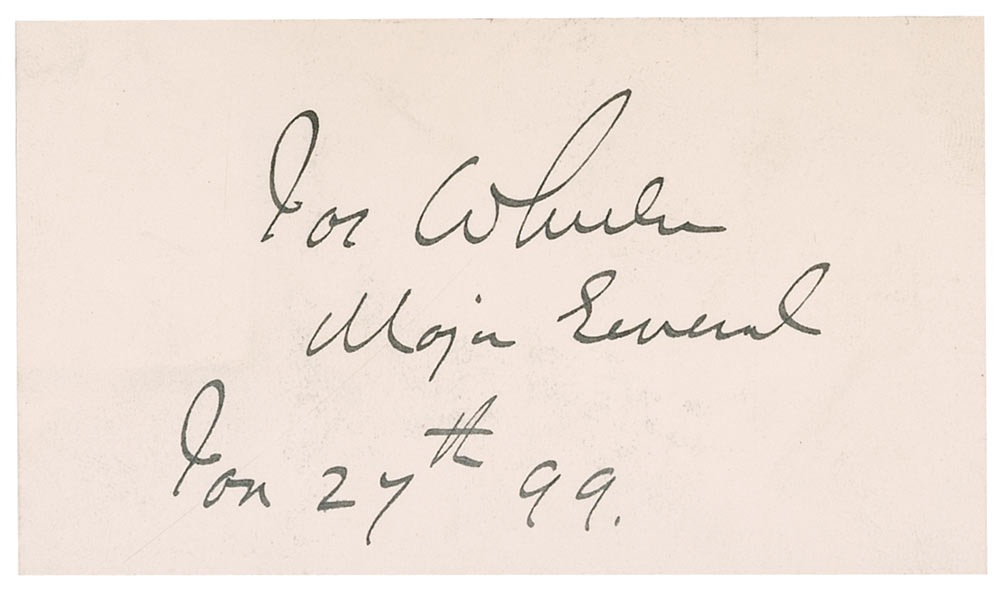 Jos Wheeler
Major General
Jan 27th 99.